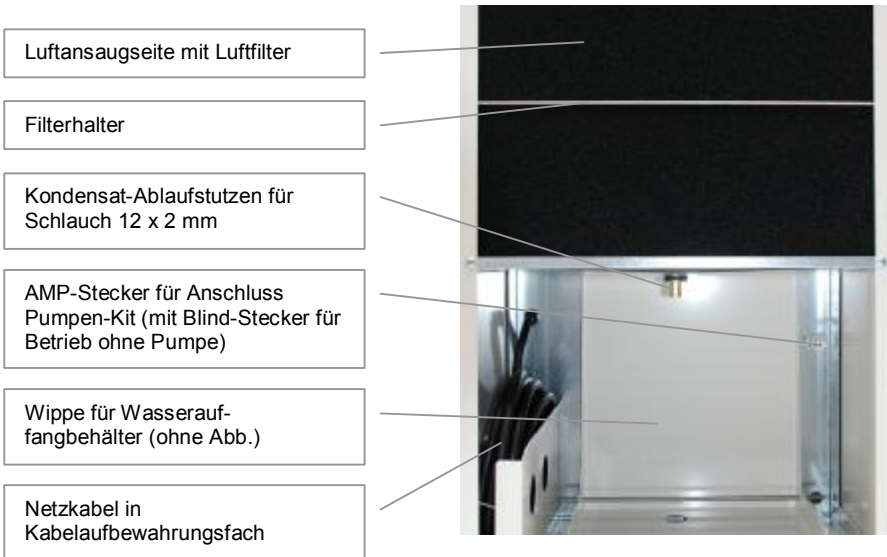 Luftansaugseite mit Luftfilter
Filterhalter
Kondensat-Ablaufstutzen für
Schlauch 12 x 2 mm
AMP-Stecker für Anschluss
Pumpen-Kit (mit Blind-Stecker für
Betrieb ohne Pumpe)
Wippe für Wasserauf-
fangbehälter (ohne Abb.)
Netzkabel in
Kabelaufbewahrungsfach